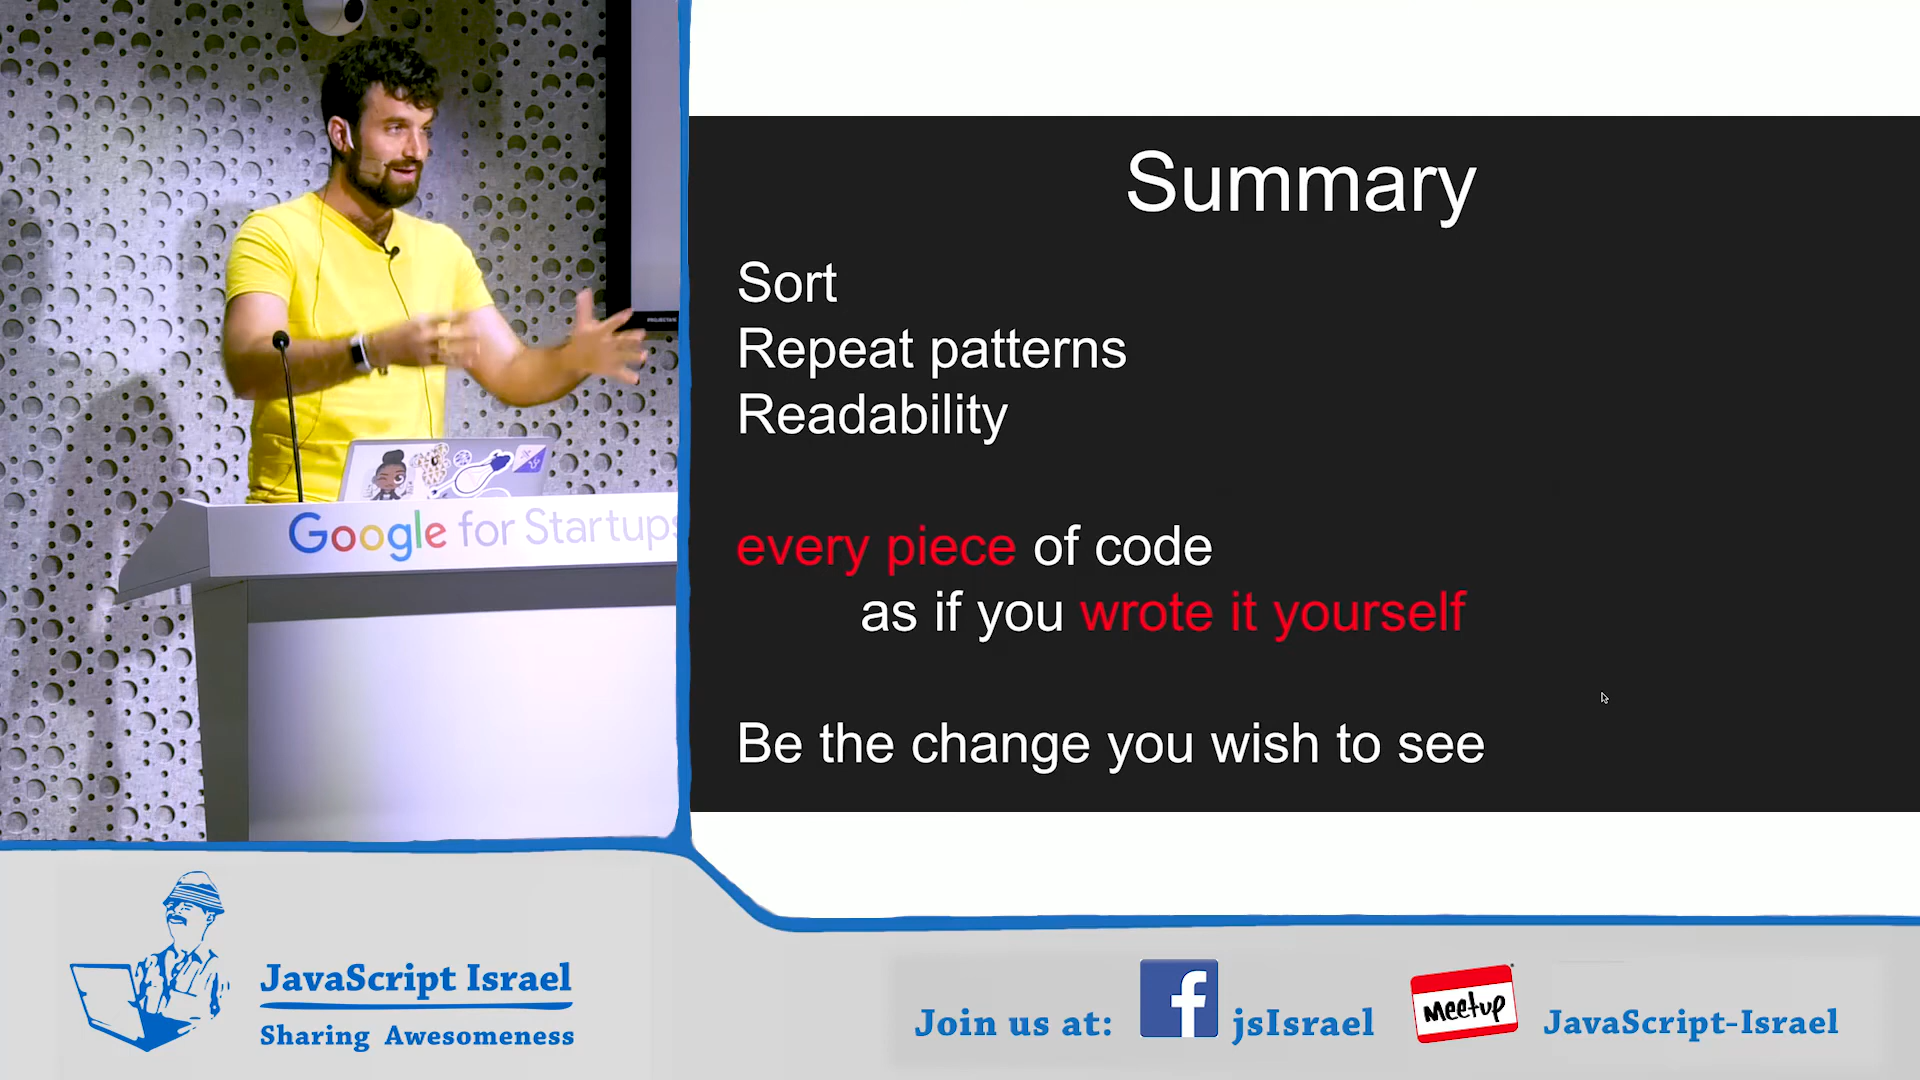 Google for Startups
Summary
Sort
Repeat patterns
Readability
every piece of code
as if you wrote it yourself
Be the change you wish to see
JavaScript Israel
Sharing Awesomeness
Join us at:
f
jsIsrael
Meetup
JavaScript-Israel